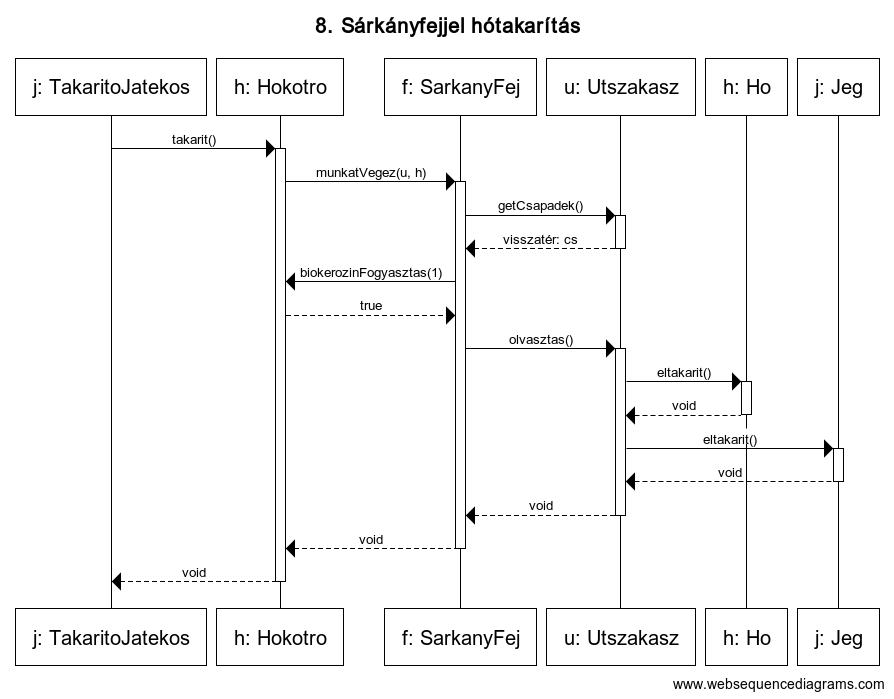 8. Sárkányfejjel hótakarítás
j: TakaritoJatekos
h: Hokotro
f: SarkanyFej
u: Utszakasz
h: Ho
j: Jeg
takarit()
munkatVegez(u, h)
getCsapadek()
visszatér: cs
biokerozinFogyasztas(1)
true
olvasztas()
eltakarit()
void
eltakarit()
void
void
void
void
j: TakaritoJatekos
h: Hokotro
f: SarkanyFej
u: Utszakasz
h: Ho
j: Jeg
www.websequencediagrams.com